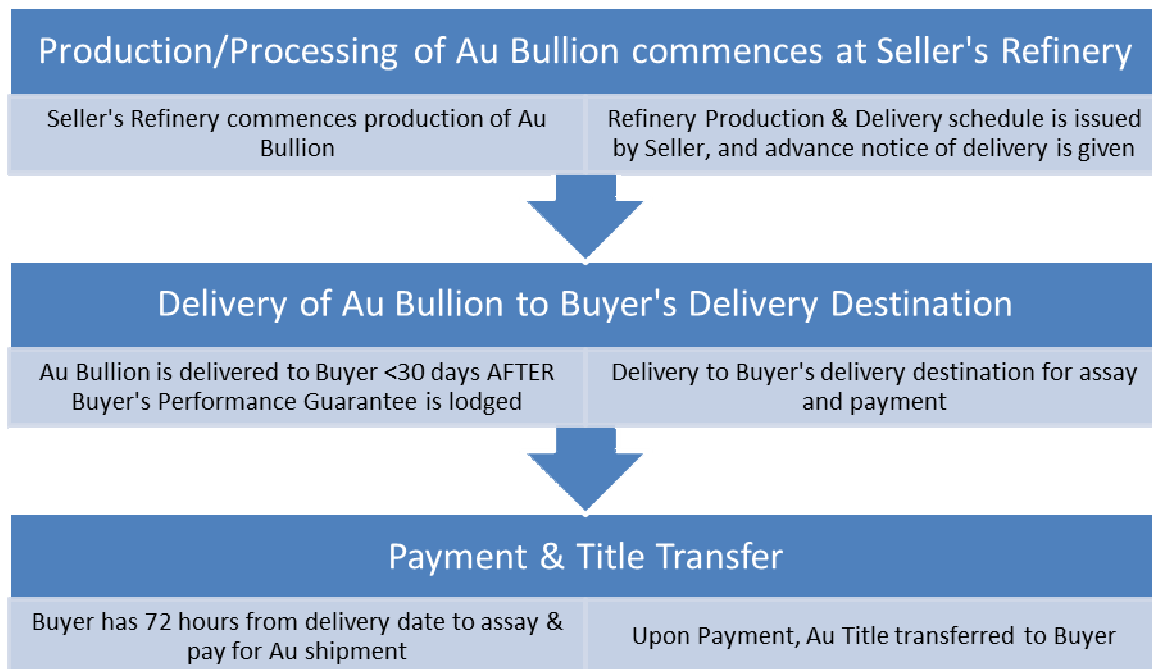 Production/Processing of Au Bullion commences at Seller's Refinery
Seller's Refinery commences production of Au
Bullion
Refinery Production & Delivery schedule is issued
by Seller, and advance notice of delivery is given
Delivery of Au Bullion to Buyer's Delivery Destination
Au Bullion is delivered to Buyer <30 days AFTER
Buyer's Performance Guarantee is lodged
Delivery to Buyer's delivery destination for assay
and payment
Payment & Title Transfer
Buyer has 72 hours from delivery date to assay &
pay for Au shipment
Upon Payment, Au Title transferred to Buyer